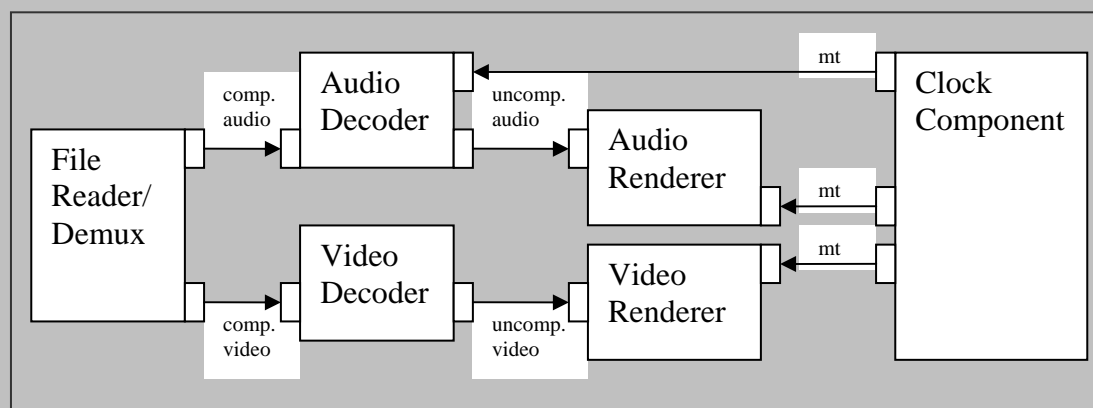 File
Reader/
Demux
comp.
audio
Audio
Decoder
uncomp.
audio
Audio
Renderer
mt
Clock
Component
mt
mt
comp.
video
Video
Decoder
uncomp.
video
Video
Renderer